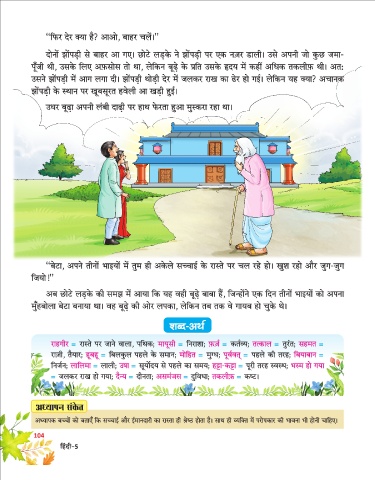 "फिर देर क्या है? आओ, बाहर चलें।"
दोनों झोंपड़ी से बाहर आ गए। छोटे लड़के ने झोंपड़ी पर एक नज़र डाली। उसे अपनी जो कुछ जमा-
पूँजी थी, उसके लिए अफ़सोस तो था, लेकिन बूढ़े के प्रति उसके हृदय में कहीं अधिक तकलीफ़ थी। अत:
उसने झोंपड़ी में आग लगा दी। झोंपड़ी थोड़ी देर में जलकर राख का ढेर हो गई। लेकिन यह क्या? अचानक
झोंपड़ी के स्थान पर खूबसूरत हवेली आ खड़ी हुई।
उधर बूढ़ा अपनी लंबी दाढ़ी पर हाथ फेरता हुआ मुस्करा रहा था।
"बेटा, अपने तीनों भाइयों में तुम ही अकेले सच्चाई के रास्ते पर चल रहे हो। खुश रहो और जुग-जुग
जियो!"
अब छोटे लड़के की समझ में आया कि यह वही बूढ़े बाबा हैं, जिन्होंने एक दिन तीनों भाइयों को अपना
मुँहबोला बेटा बनाया था। वह बूढ़े की ओर लपका, लेकिन तब तक वे गायब हो चुके थे।
शब्द-अर्थ
राहगीर = रास्ते पर जाने वाला, पथिक; मायूसी = निराशा; फ़र्ज़ = कर्तव्य; तत्काल = तुरंत; सहमत =
राज़ी, तैयार; हूबहू = बिलकुल पहले के समान; मोहित = मुग्ध; पूर्ववत् = पहले की तरह; बियाबान =
निर्जन; लालिमा = लाली; उषा = सूर्योदय से पहले का समय; हट्टा-कट्टा = पूरी तरह स्वस्थ; भस्म हो गया
= जलकर राख हो गया; दैन्य = दीनता; असमंजस = दुविधा; तकलीफ़ = कष्ट।
अध्यापन संकेत
अध्यापक बच्चों को बताएँ कि सच्चाई और ईमानदारी का रास्ता ही श्रेष्ठ होता है। साथ ही व्यक्ति में परोपकार की भावना भी होनी चाहिए।
104
हिंदी-5